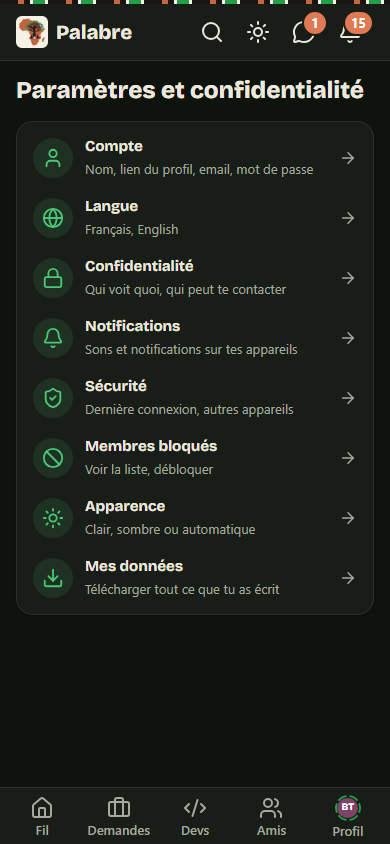 Palabre
1
15
Paramètres et confidentialité
Compte
Nom, lien du profil, email, mot de passe
Langue
Français, English
Confidentialité
Qui voit quoi, qui peut te contacter
Notifications
Sons et notifications sur tes appareils
Sécurité
Dernière connexion, autres appareils
Membres bloqués
Voir la liste, débloquer
Apparence
Clair, sombre ou automatique
Mes données
Télécharger tout ce que tu as écrit
BT
Fil
Demandes
Devs
Amis
Profil